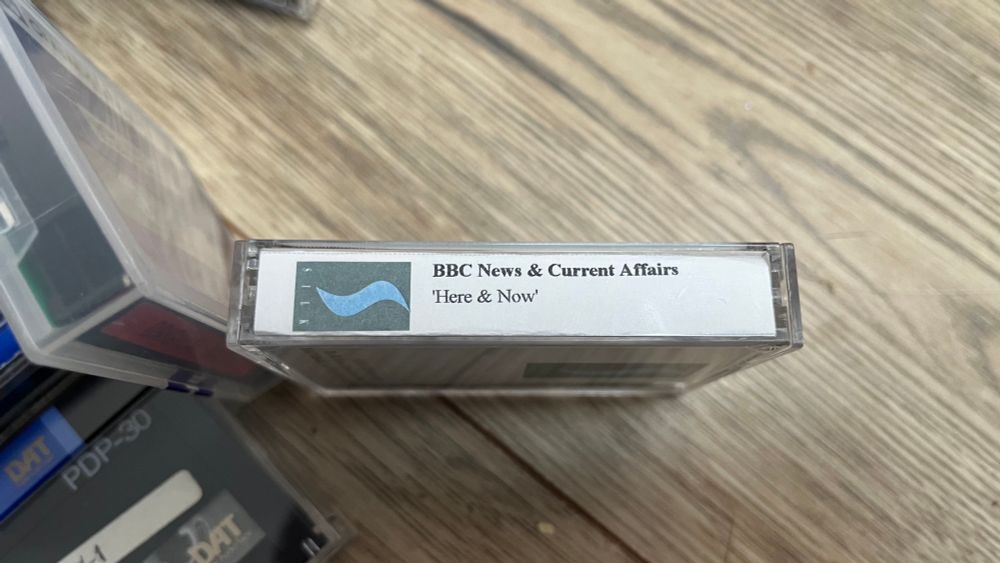 BBC News & Current Affairs
'Here & Now'
DAT
PDP-30
DAT